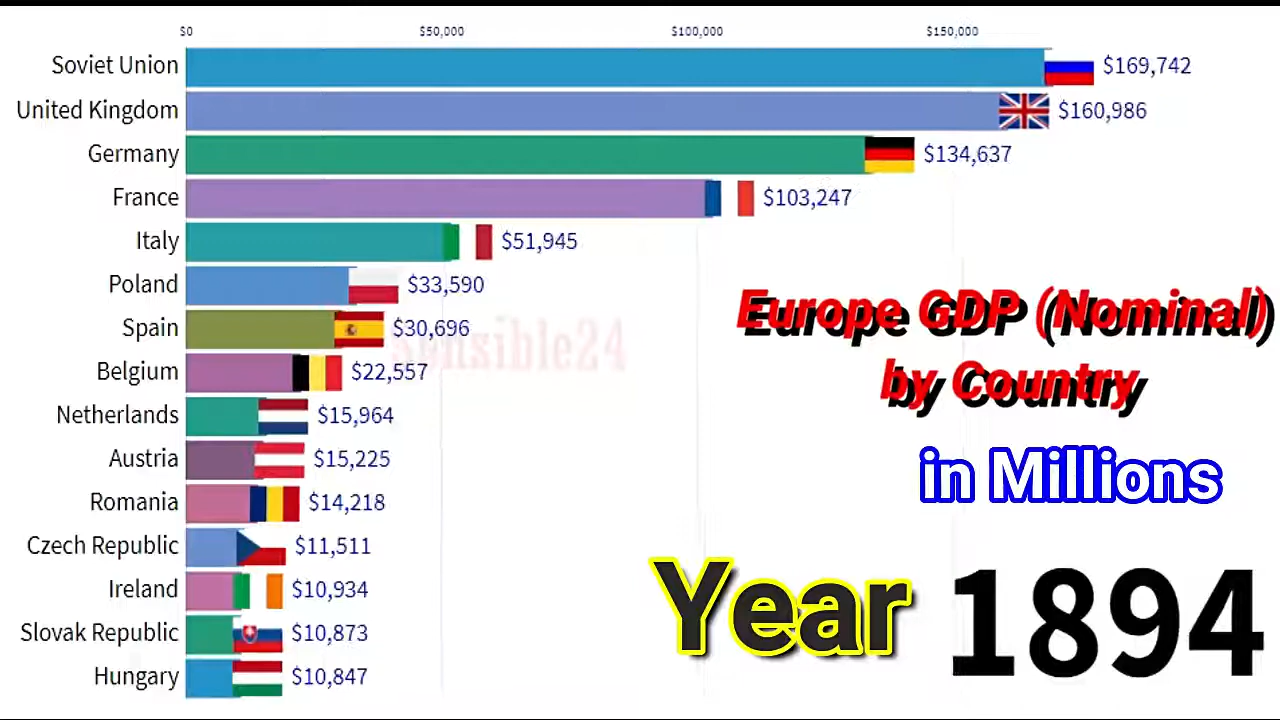 $0 $50,000 $100,000 $150,000
Soviet Union $169,742
United Kingdom $160,986
Germany $134,637
France $103,247
Italy $51,945
Poland $33,590
Spain $30,696
Belgium $22,557
Netherlands $15,964
Austria $15,225
Romania $14,218
Czech Republic $11,511
Ireland $10,934
Slovak Republic $10,873
Hungary $10,847
Europe GDP (Nominal)
by Country
in Millions
Year 1894